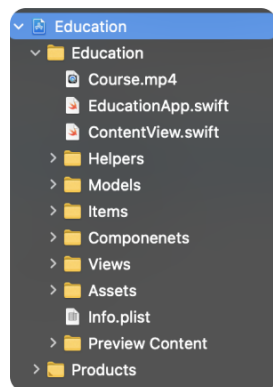 Education
Education
Course.mp4
EducationApp.swift
ContentView.swift
Helpers
Models
Items
Componenets
Views
Assets
Info.plist
Preview Content
Products